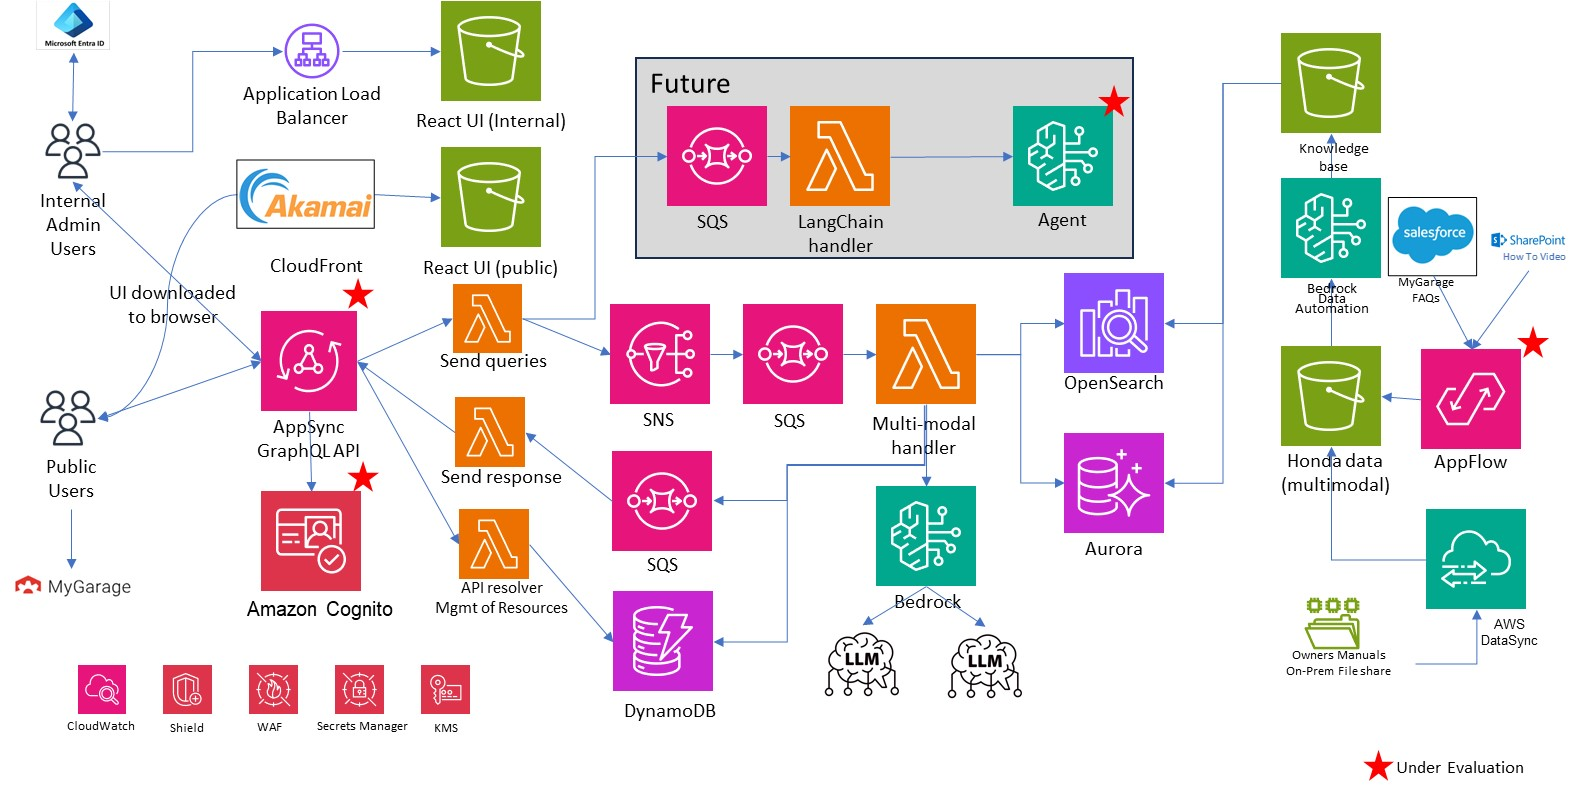 Microsoft Entra ID
Application Load
Balancer
React UI (Internal)
Internal
Admin
Users
Akamai
CloudFront
React UI (public)
UI downloaded
to browser
Future
SQS
LangChain
handler
Agent
Knowledge
base
Bedrock
Data
Automation
salesforce
MyGarage
FAQs
SharePoint
How To Video
Send queries
SNS
SQS
Multi-modal
handler
OpenSearch
Aurora
Honda data
(multimodal)
AppFlow
AppSync
GraphQL API
Send response
SQS
Public
Users
MyGarage
Amazon Cognito
API resolver
Mgmt of Resources
DynamoDB
Bedrock
LLM
LLM
AWS
DataSync
Owners Manuals
On-Prem Fileshare
CloudWatch
Shield
WAF
Secrets Manager
KMS
Under Evaluation